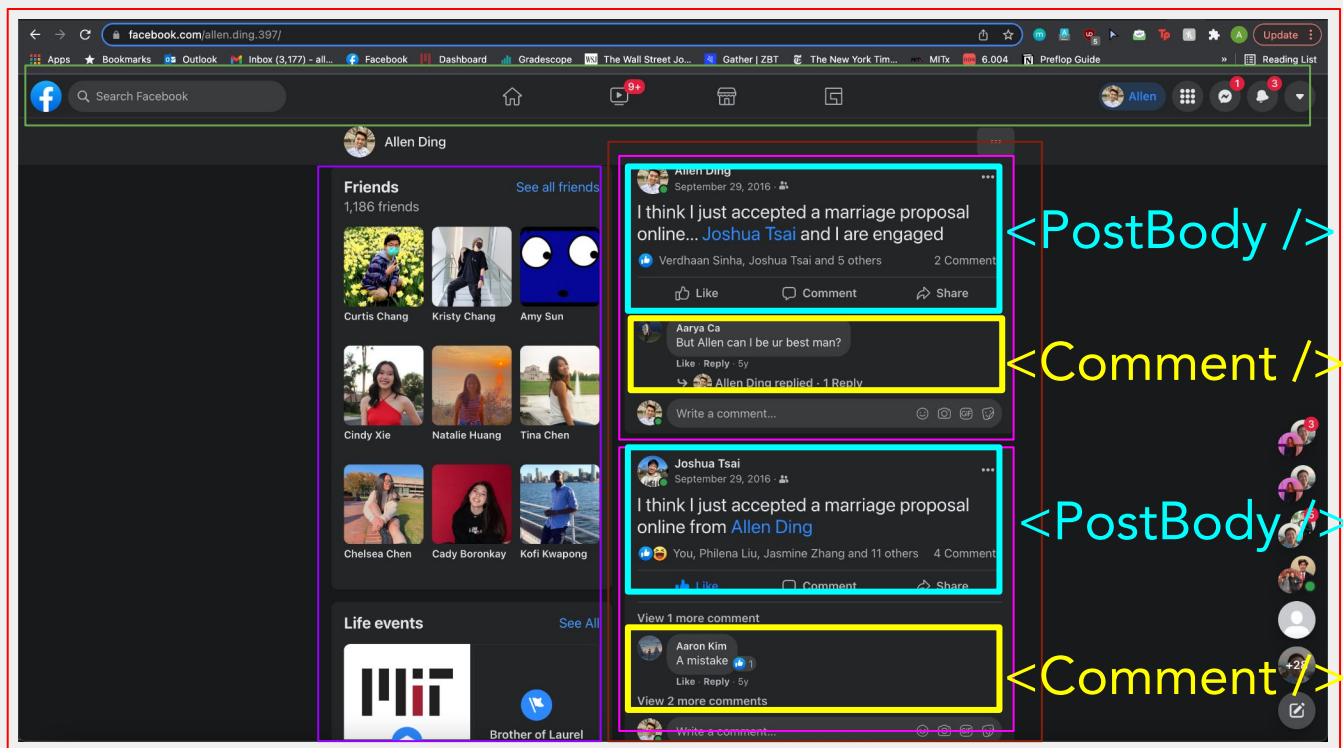 facebook.com/allen.ding.397/
Update
Apps Bookmarks Outlook Inbox (3,177) - all... Facebook Dashboard Gradescope WSJ The Wall Street Jo... Gather | ZBT The New York Tim... MITx 6.004 Preflop Guide » Reading List
Search Facebook
9+
Allen
1
3
Allen Ding
Friends
See all friends
1,186 friends
Curtis Chang
Kristy Chang
Amy Sun
Cindy Xie
Natalie Huang
Tina Chen
Chelsea Chen
Cady Boronkay
Kofi Kwapong
Life events
See All
Brother of Laurel
Allen Ding
September 29, 2016 ·
I think I just accepted a marriage proposal
online... Joshua Tsai and I are engaged
Verdhaan Sinha, Joshua Tsai and 5 others 2 Comment
Like Comment Share
<PostBody />
Aarya Ca
But Allen can I be ur best man?
Like · Reply · 5y
Allen Ding replied · 1 Reply
<Comment />
Write a comment...
GIF
Joshua Tsai
September 29, 2016 ·
I think I just accepted a marriage proposal
online from Allen Ding
You, Philena Liu, Jasmine Zhang and 11 others 4 Comment
Like Comment Share
<PostBody />
View 1 more comment
Aaron Kim
A mistake 1
Like · Reply · 5y
View 2 more comments
<Comment />
Write a comment...
GIF
3
+28